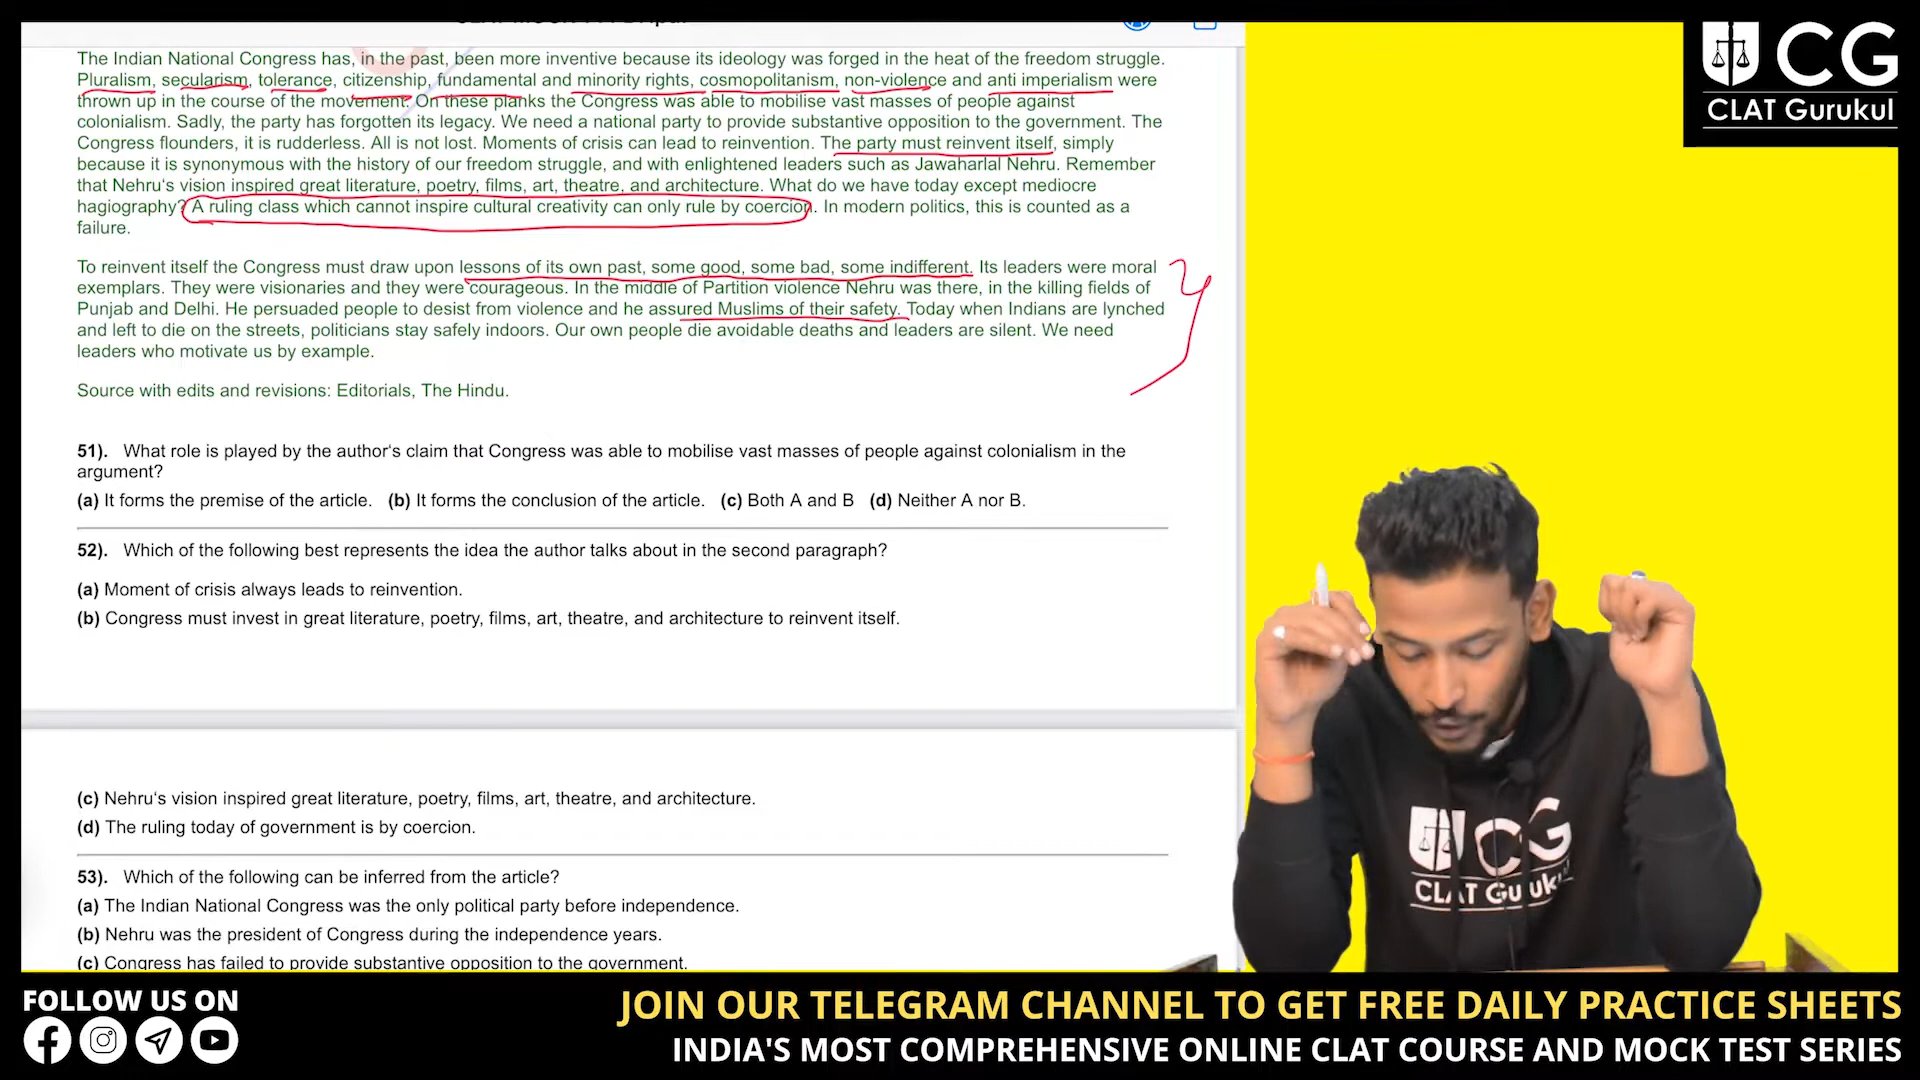 The Indian National Congress has, in the past, been more inventive because its ideology was forged in the heat of the freedom struggle.
Pluralism, secularism, tolerance, citizenship, fundamental and minority rights, cosmopolitanism, non-violence and anti imperialism were
thrown up in the course of the movement. On these planks the Congress was able to mobilise vast masses of people against
colonialism. Sadly, the party has forgotten its legacy. We need a national party to provide substantive opposition to the government. The
Congress flounders, it is rudderless. All is not lost. Moments of crisis can lead to reinvention. The party must reinvent itself, simply
because it is synonymous with the history of our freedom struggle, and with enlightened leaders such as Jawaharlal Nehru. Remember
that Nehru's vision inspired great literature, poetry, films, art, theatre, and architecture. What do we have today except mediocre
hagiography? A ruling class which cannot inspire cultural creativity can only rule by coercion. In modern politics, this is counted as a
failure.
To reinvent itself the Congress must draw upon lessons of its own past, some good, some bad, some indifferent. Its leaders were moral
exemplars. They were visionaries and they were courageous. In the middle of Partition violence Nehru was there, in the killing fields of
Punjab and Delhi. He persuaded people to desist from violence and he assured Muslims of their safety. Today when Indians are lynched
and left to die on the streets, politicians stay safely indoors. Our own people die avoidable deaths and leaders are silent. We need
leaders who motivate us by example.
Source with edits and revisions: Editorials, The Hindu.
51). What role is played by the author's claim that Congress was able to mobilise vast masses of people against colonialism in the
argument?
(a) It forms the premise of the article. (b) It forms the conclusion of the article. (c) Both A and B (d) Neither A nor B.
52). Which of the following best represents the idea the author talks about in the second paragraph?
(a) Moment of crisis always leads to reinvention.
(b) Congress must invest in great literature, poetry, films, art, theatre, and architecture to reinvent itself.
(c) Nehru's vision inspired great literature, poetry, films, art, theatre, and architecture.
(d) The ruling today of government is by coercion.
53). Which of the following can be inferred from the article?
(a) The Indian National Congress was the only political party before independence.
(b) Nehru was the president of Congress during the independence years.
(c) Congress has failed to provide substantive opposition to the government.
CG
CLAT Gurukul
CG
CLAT Guruk
FOLLOW US ON
JOIN OUR TELEGRAM CHANNEL TO GET FREE DAILY PRACTICE SHEETS
INDIA'S MOST COMPREHENSIVE ONLINE CLAT COURSE AND MOCK TEST SERIES